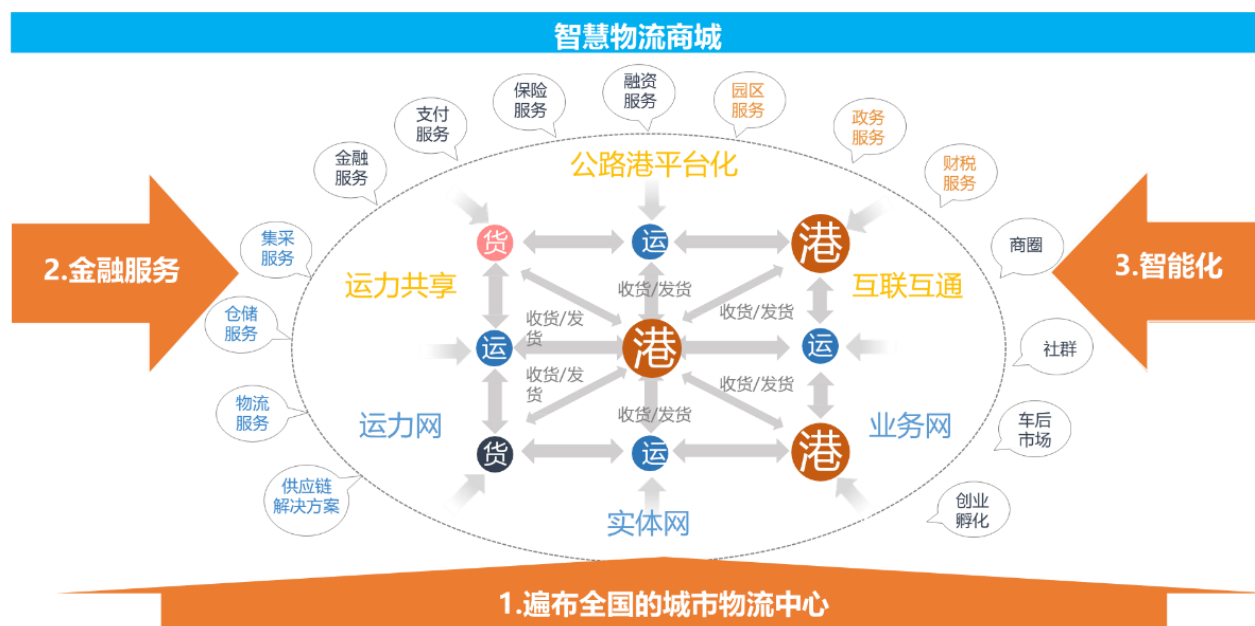 智慧物流商城
融资
服务
保险
服务
园区
服务
支付
服务
政务
服务
金融
服务
财税
服务
公路港平台化
集采
服务
货
运
港
商圈
2.金融服务
3.智能化
运力共享
收货/发货
互联互通
仓储
服务
收货/发
货
收货/发货
运
港
运
社群
收货/发
货
收货/发货
物流
服务
运力网
收货/发货
业务网
车后
市场
货
运
港
供应链
解决方案
创业
孵化
实体网
1.遍布全国的城市物流中心